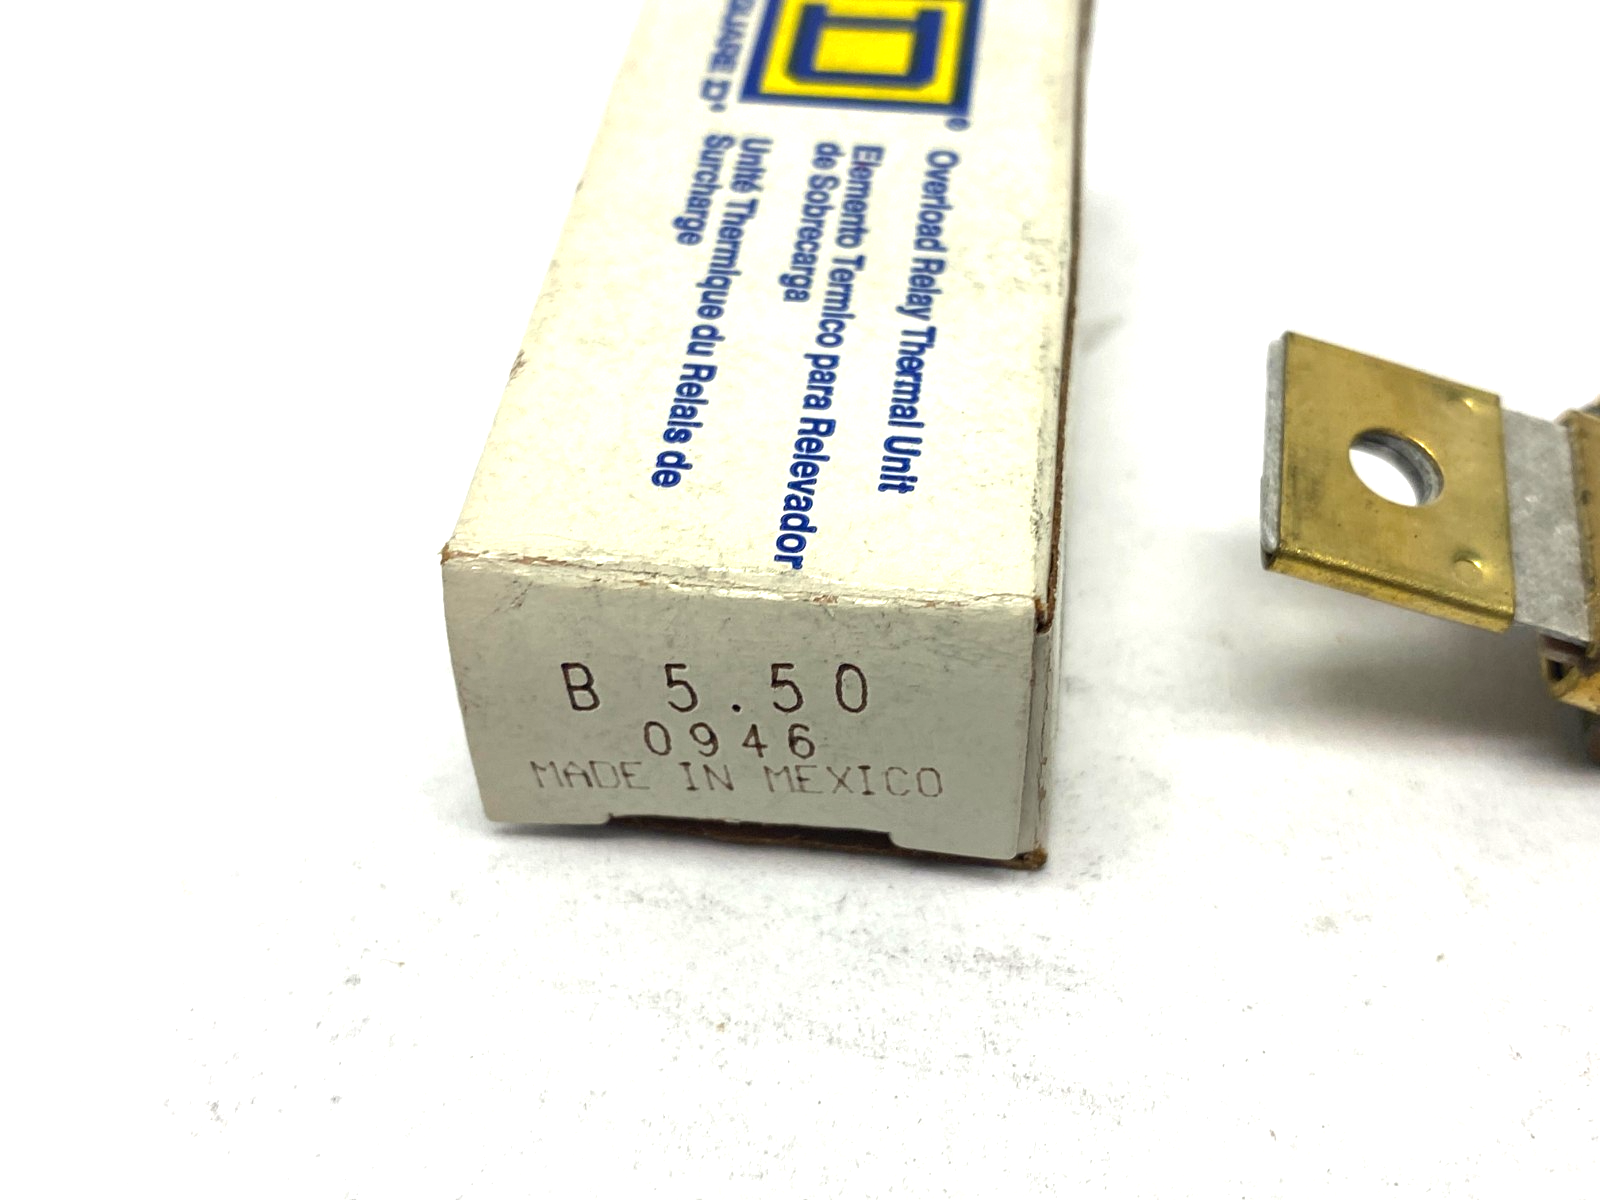 D
SQUARE D
Overload Relay Thermal Unit
Elemento Termico para Relevador
de Sobrecarga
Unité Thermique du Relais de
Surcharge
B 5.50
0946
MADE IN MEXICO